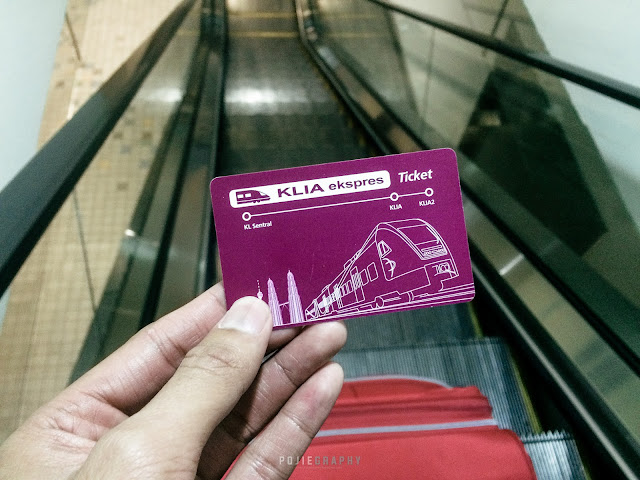 KLIA ekspres Ticket
KLIA KLIA2
KL Sentral
POJIEGRAPHY